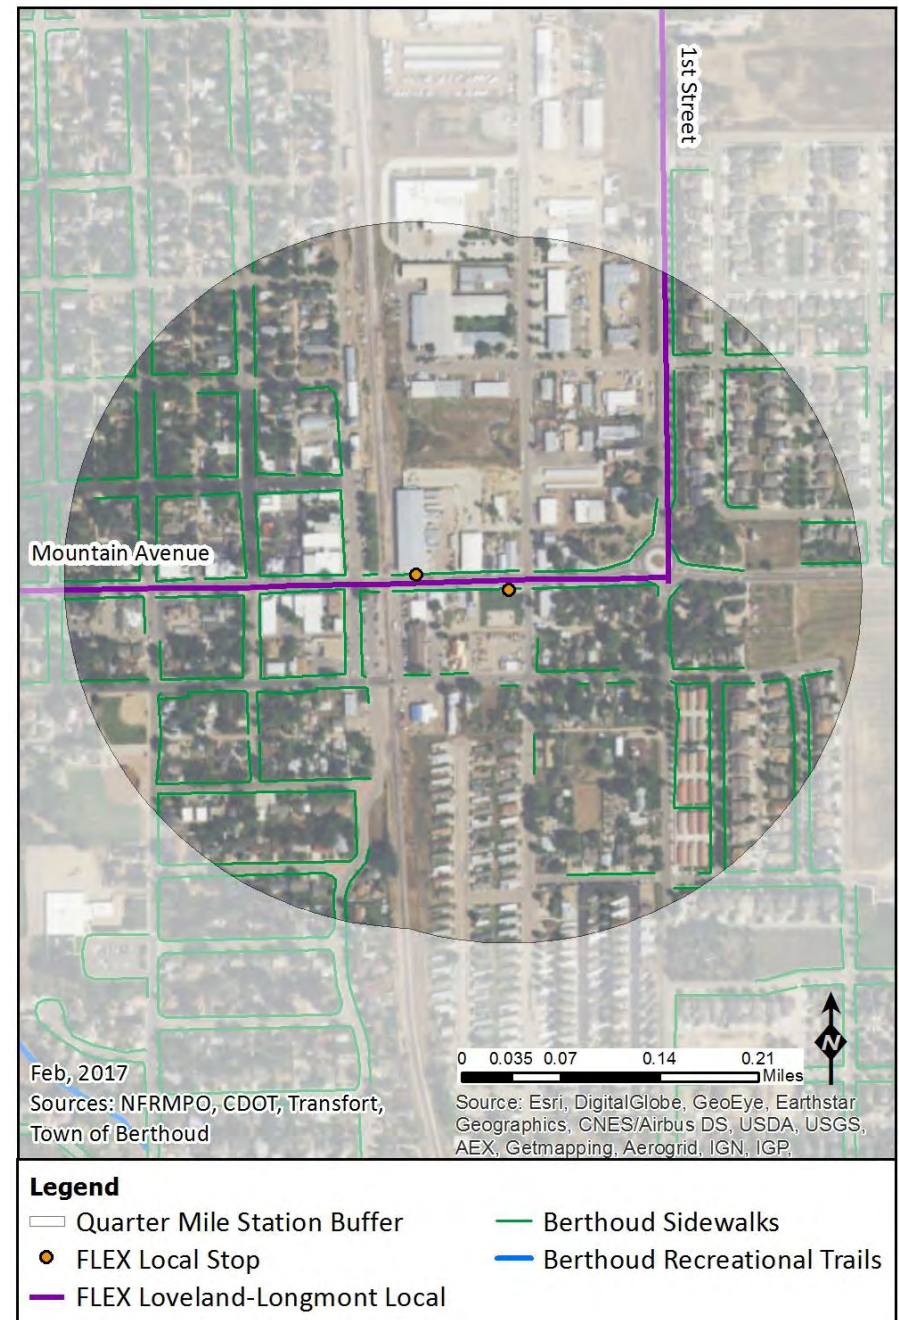 1st Street
Mountain Avenue
Feb, 2017
Sources: NFRMPO, CDOT, Transfort,
Town of Berthoud
N
0 0.035 0.07 0.14 0.21
Miles
Source: Esri, DigitalGlobe, GeoEye, Earthstar
Geographics, CNES/Airbus DS, USDA, USGS,
AEX, Getmapping, Aerogrid, IGN, IGP,
Legend
Quarter Mile Station Buffer
FLEX Local Stop
FLEX Loveland-Longmont Local
Berthoud Sidewalks
Berthoud Recreational Trails